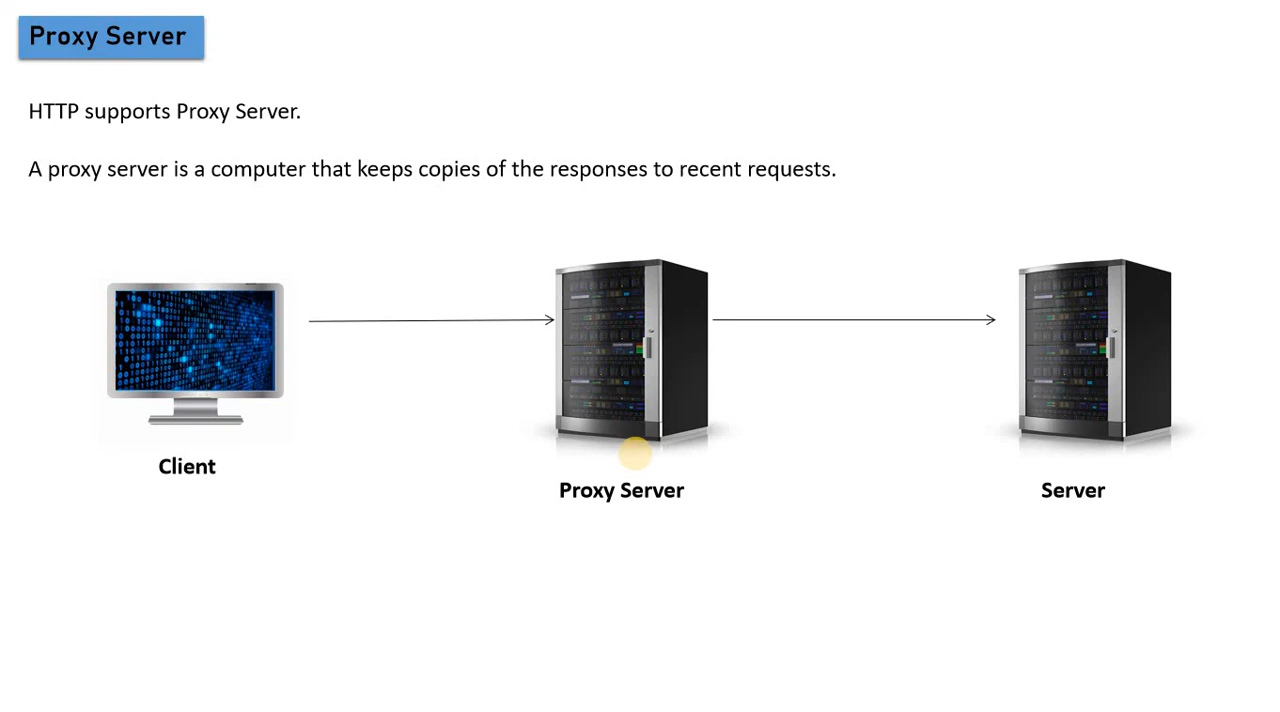 Proxy Server
HTTP supports Proxy Server.
A proxy server is a computer that keeps copies of the responses to recent requests.
Client
Proxy Server
Server